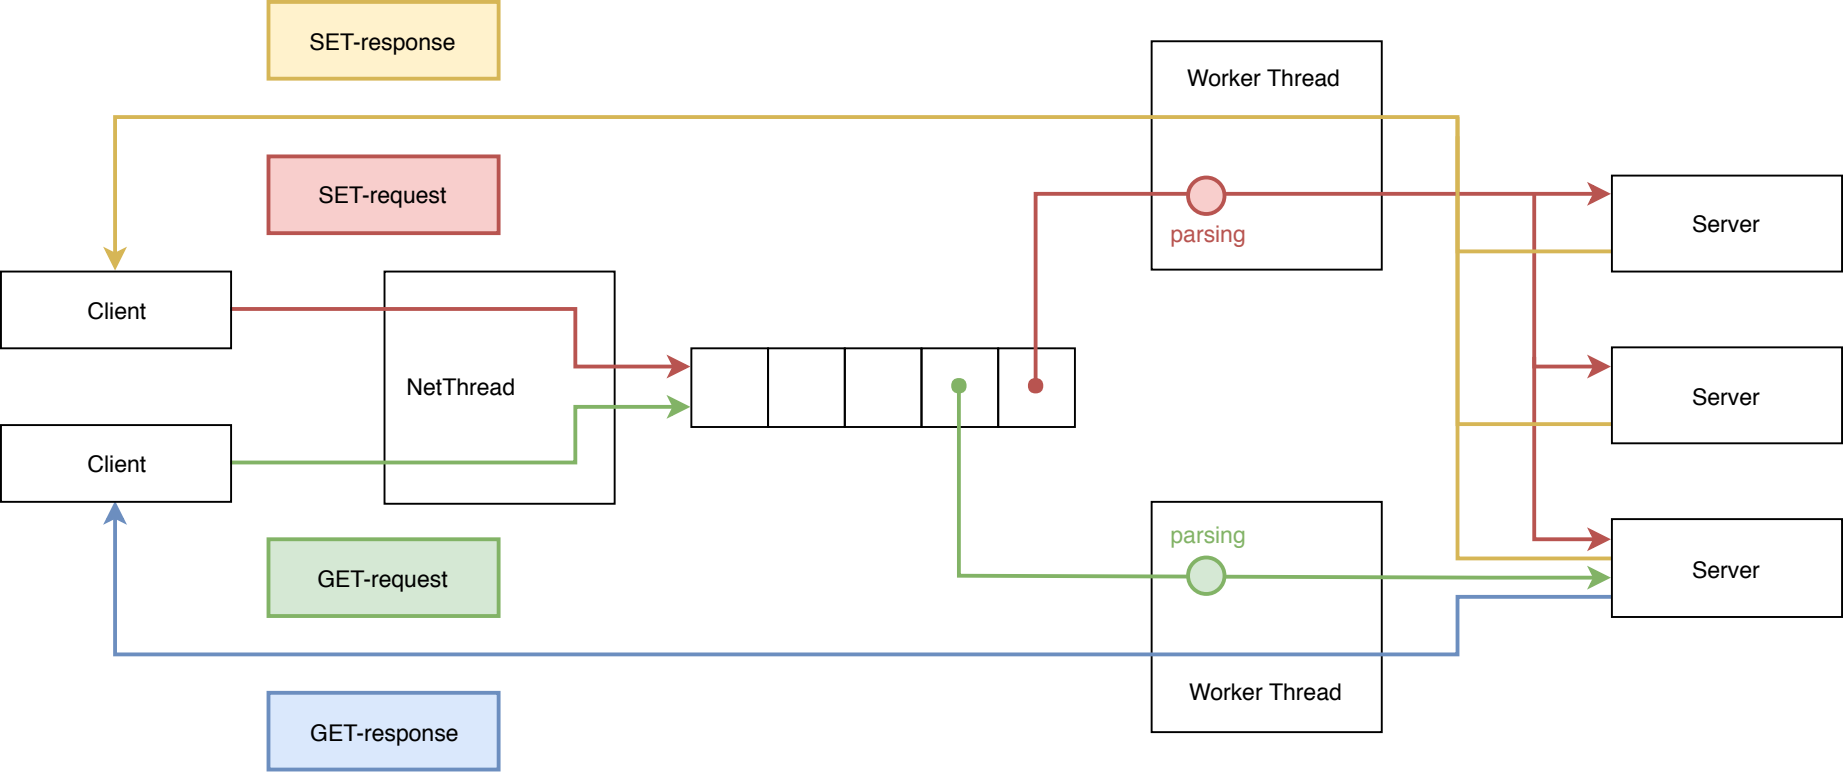 SET-response
Worker Thread
SET-request
parsing
Server
Client
NetThread
Server
Client
parsing
GET-request
Server
Worker Thread
GET-response